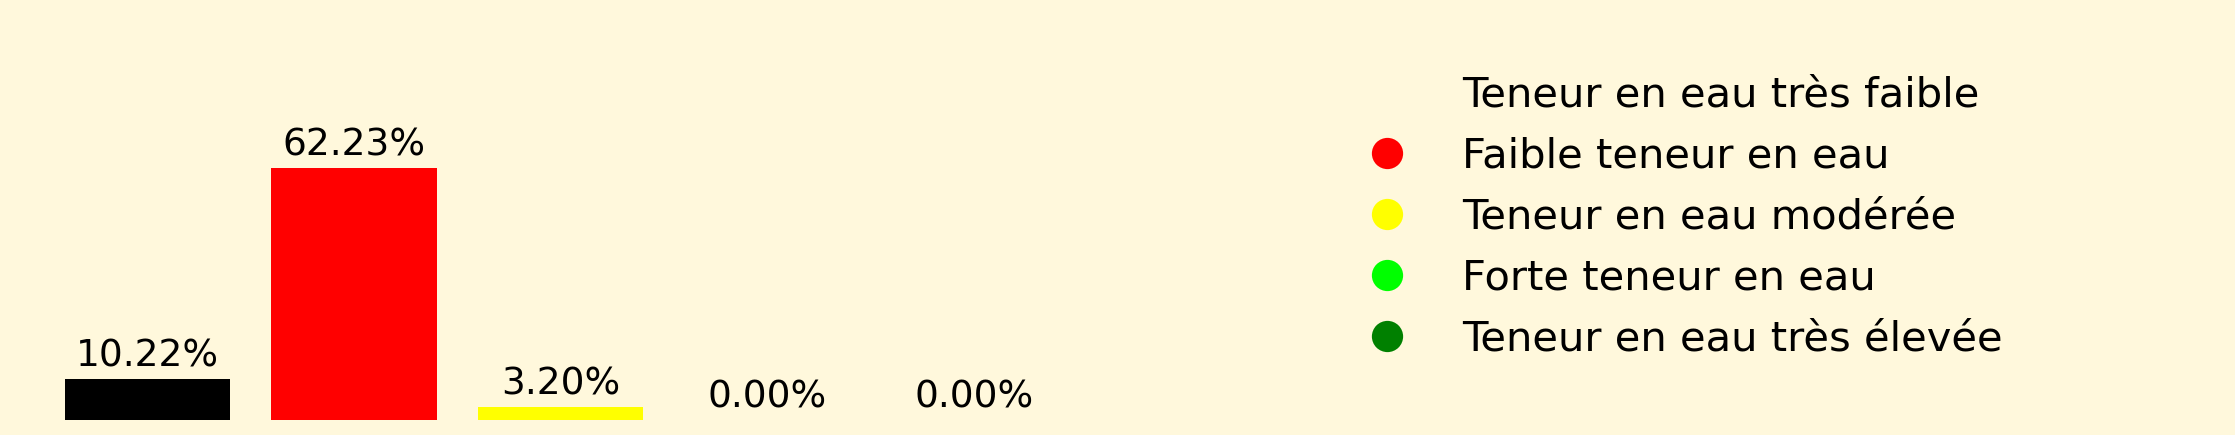 62.23%
10.22%
3.20%
0.00%
0.00%
Teneur en eau très faible
Faible teneur en eau
Teneur en eau modérée
Forte teneur en eau
Teneur en eau très élevée